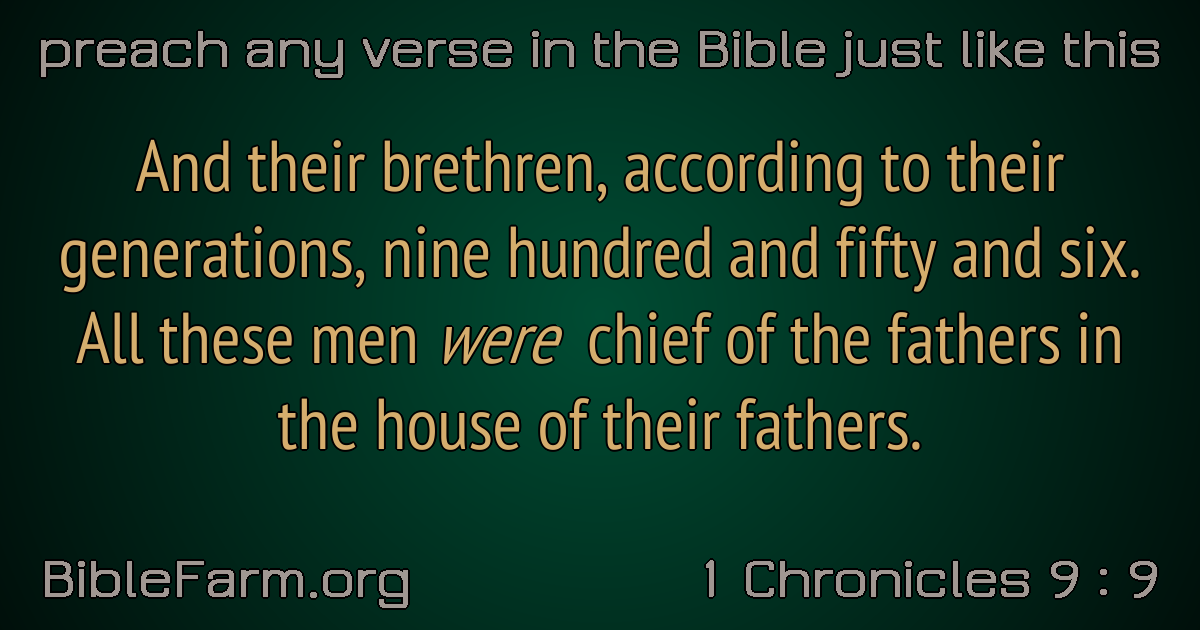 preach any verse in the Bible just like this
And their brethren, according to their
generations, nine hundred and fifty and six.
All these men were chief of the fathers in
the house of their fathers.
BibleFarm.org
1 Chronicles 9 : 9